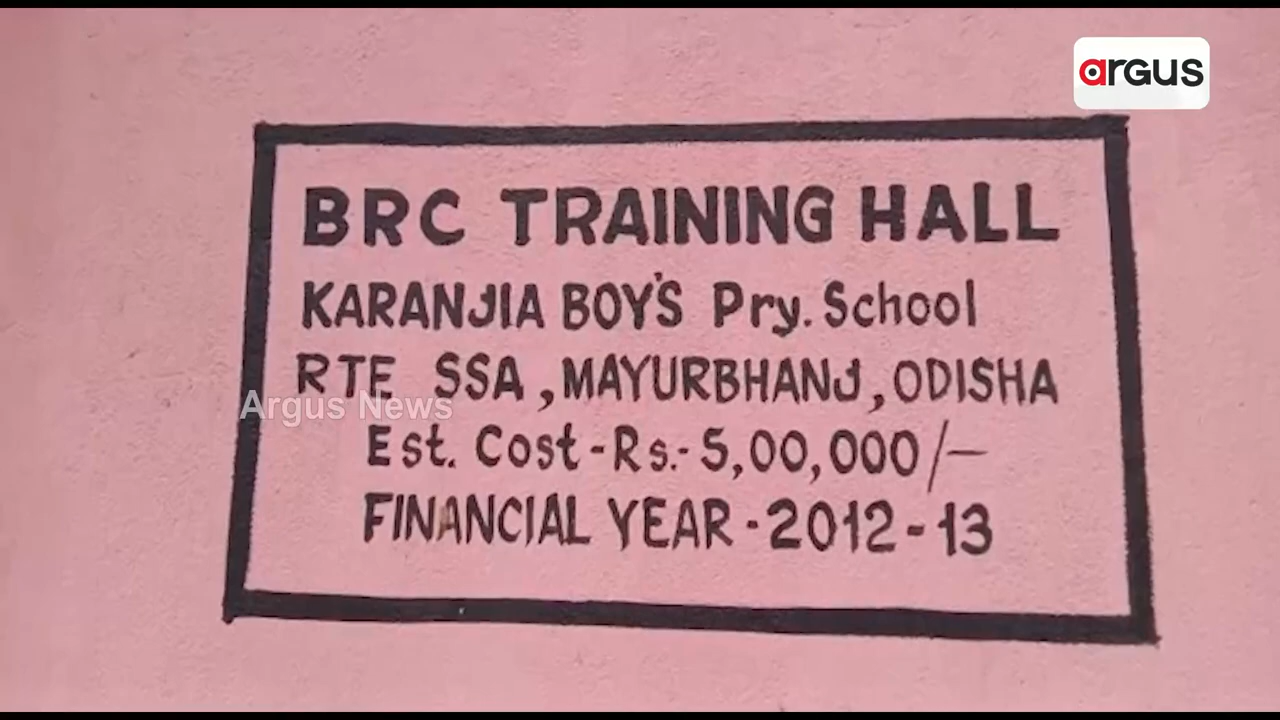 argus
BRC TRAINING HALL
KARANJIA BOY'S Pry. School
RTE SSA, MAYURBHANJ, ODISHA
Argus News
Est. Cost - Rs.- 5,00,000/-
FINANCIAL YEAR - 2012-13